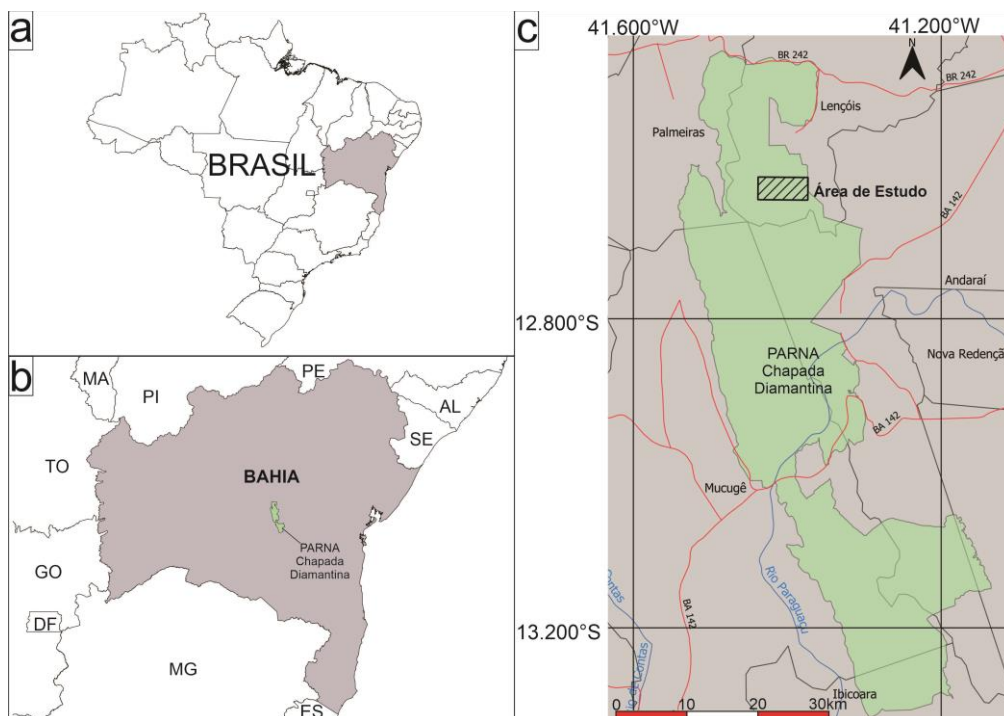 a
BRASIL
b
MA
PI
PE
AL
SE
TO
BAHIA
PARNA
Chapada
Diamantina
GO
DF
MG
ES
c
41.600°W
41.200°W
N
BR 242
BR 242
Lençóis
Palmeiras
Área de Estudo
BA 142
Andaraí
12.800°S
Nova Redençã
PARNA
Chapada
Diamantina
BA 142
Mucugê
Rio Paraguaçu
BA 142
13.200°S
Ibicoara
0 10 20 30km